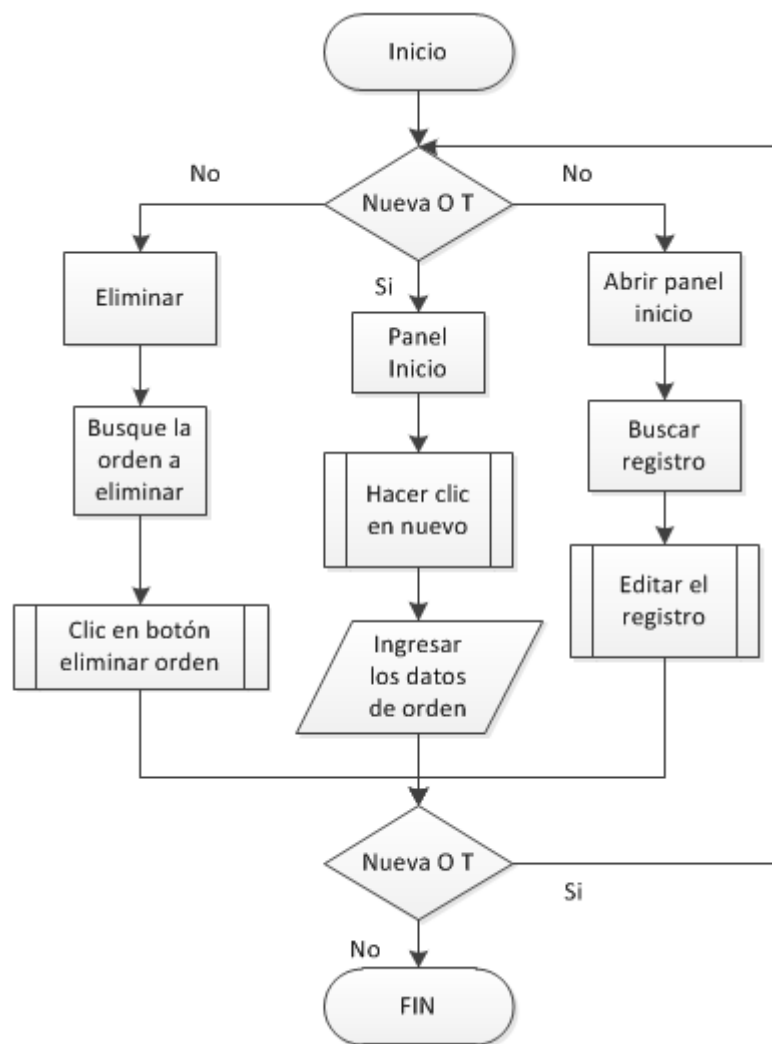 Inicio
No
Nueva O T
No
Si
Eliminar
Panel
Inicio
Abrir panel
inicio
Busque la
orden a
eliminar
Hacer clic
en nuevo
Buscar
registro
Clic en botón
eliminar orden
Ingresar
los datos
de orden
Editar el
registro
Nueva O T
Si
No
FIN